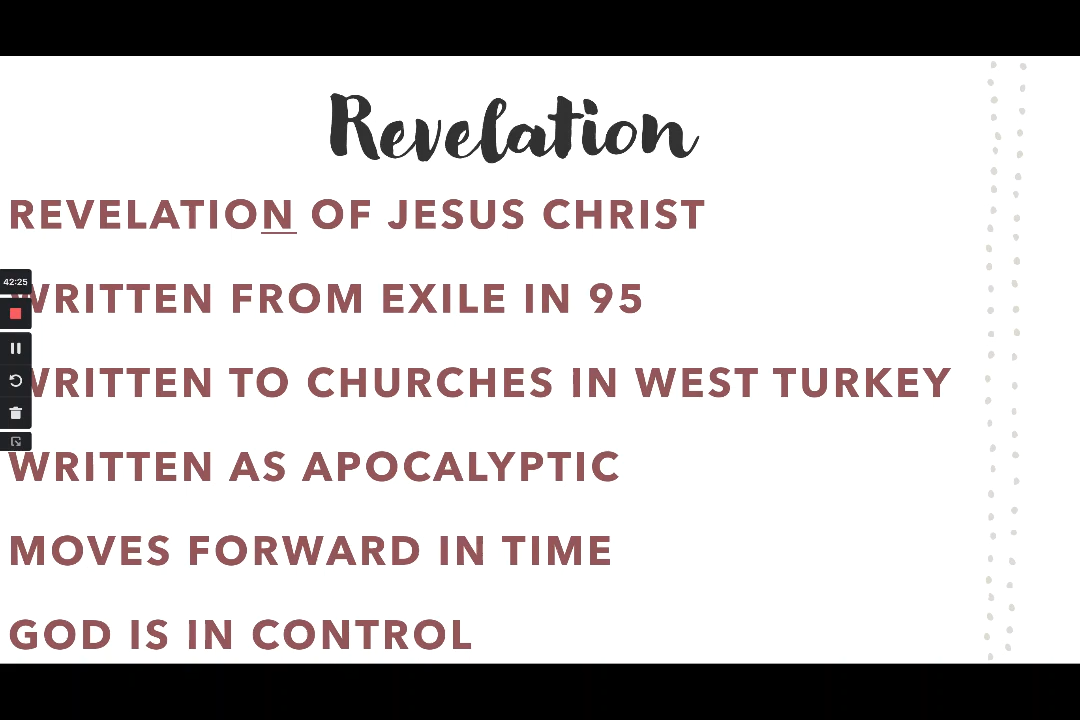 Revelation
REVELATION OF JESUS CHRIST
42:25
WRITTEN FROM EXILE IN 95
WRITTEN TO CHURCHES IN WEST TURKEY
WRITTEN AS APOCALYPTIC
MOVES FORWARD IN TIME
GOD IS IN CONTROL